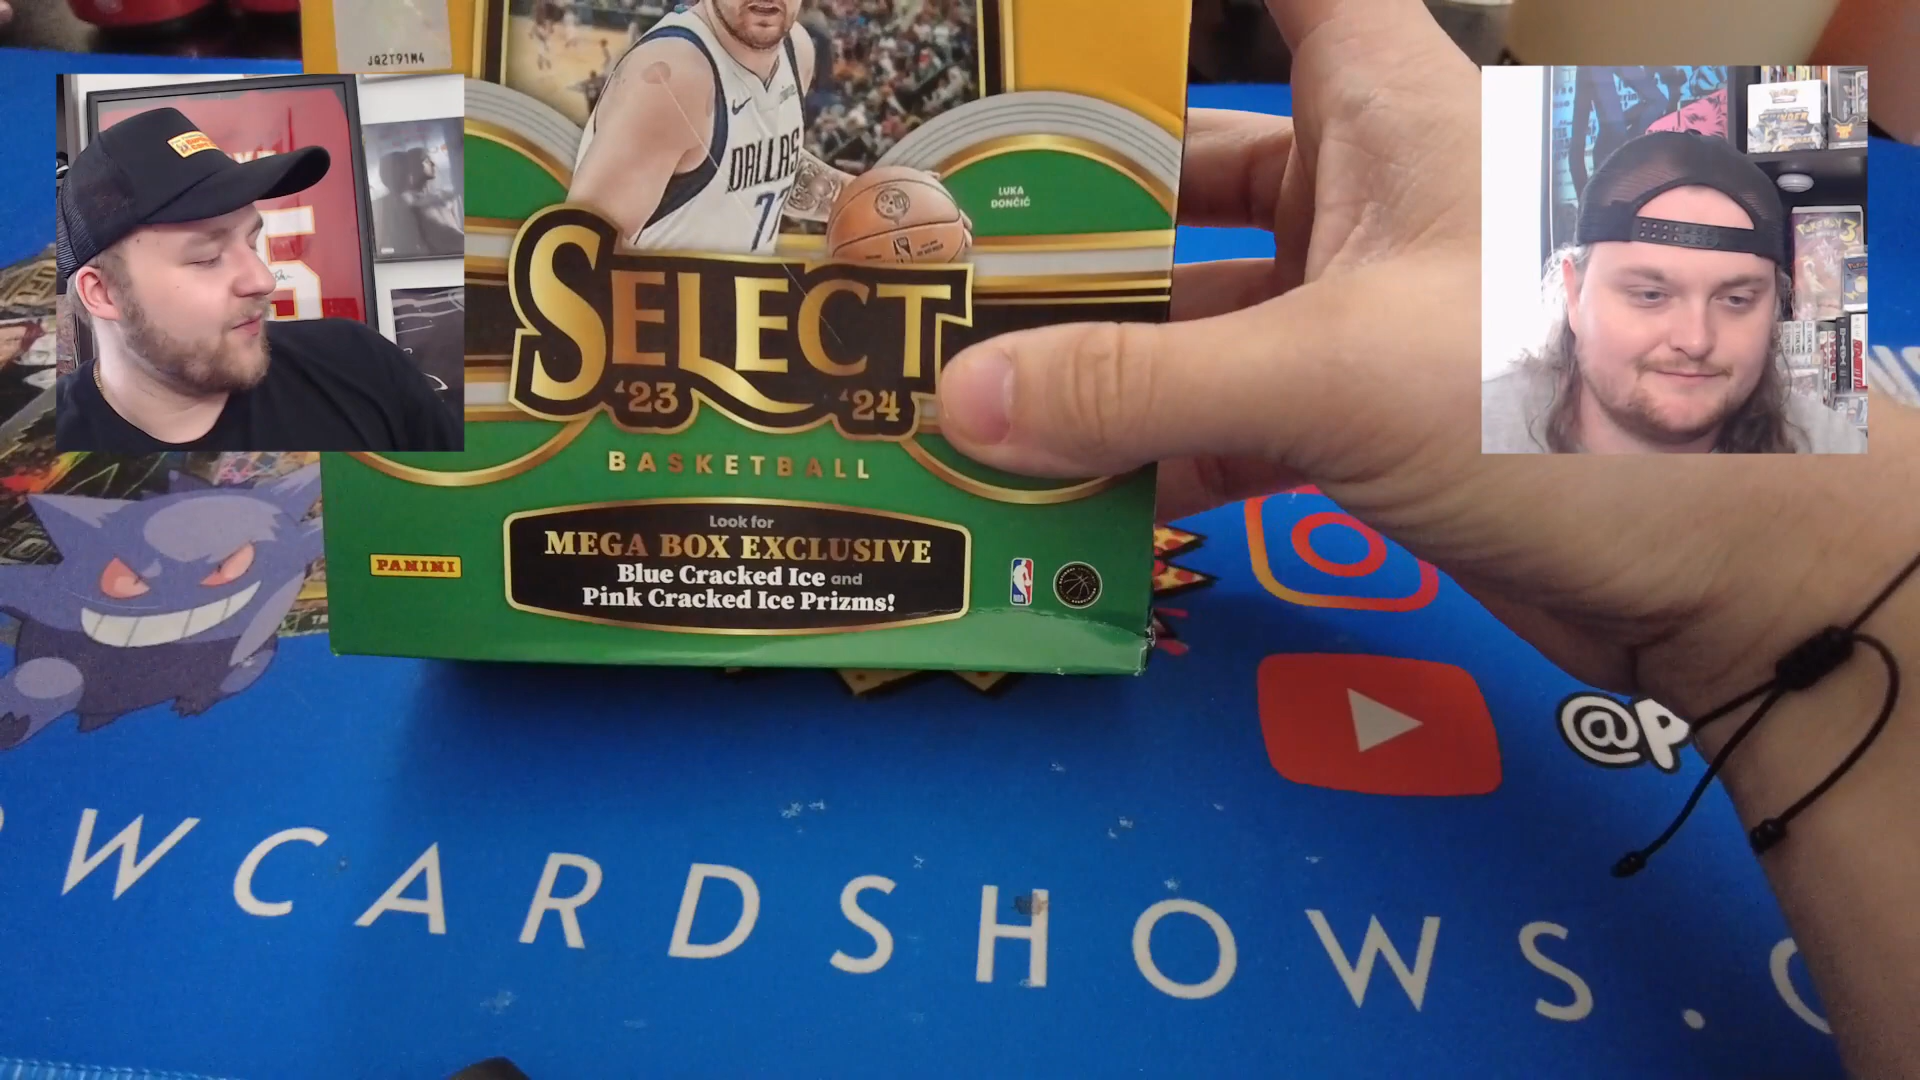 JQ2T91M4
DALLAS
77
LUKA
DONČIĆ
SELECT
'23 '24
BASKETBALL
Look for
MEGA BOX EXCLUSIVE
Blue Cracked Ice and
Pink Cracked Ice Prizms!
PANINI
@P
WCARDSHOWS.